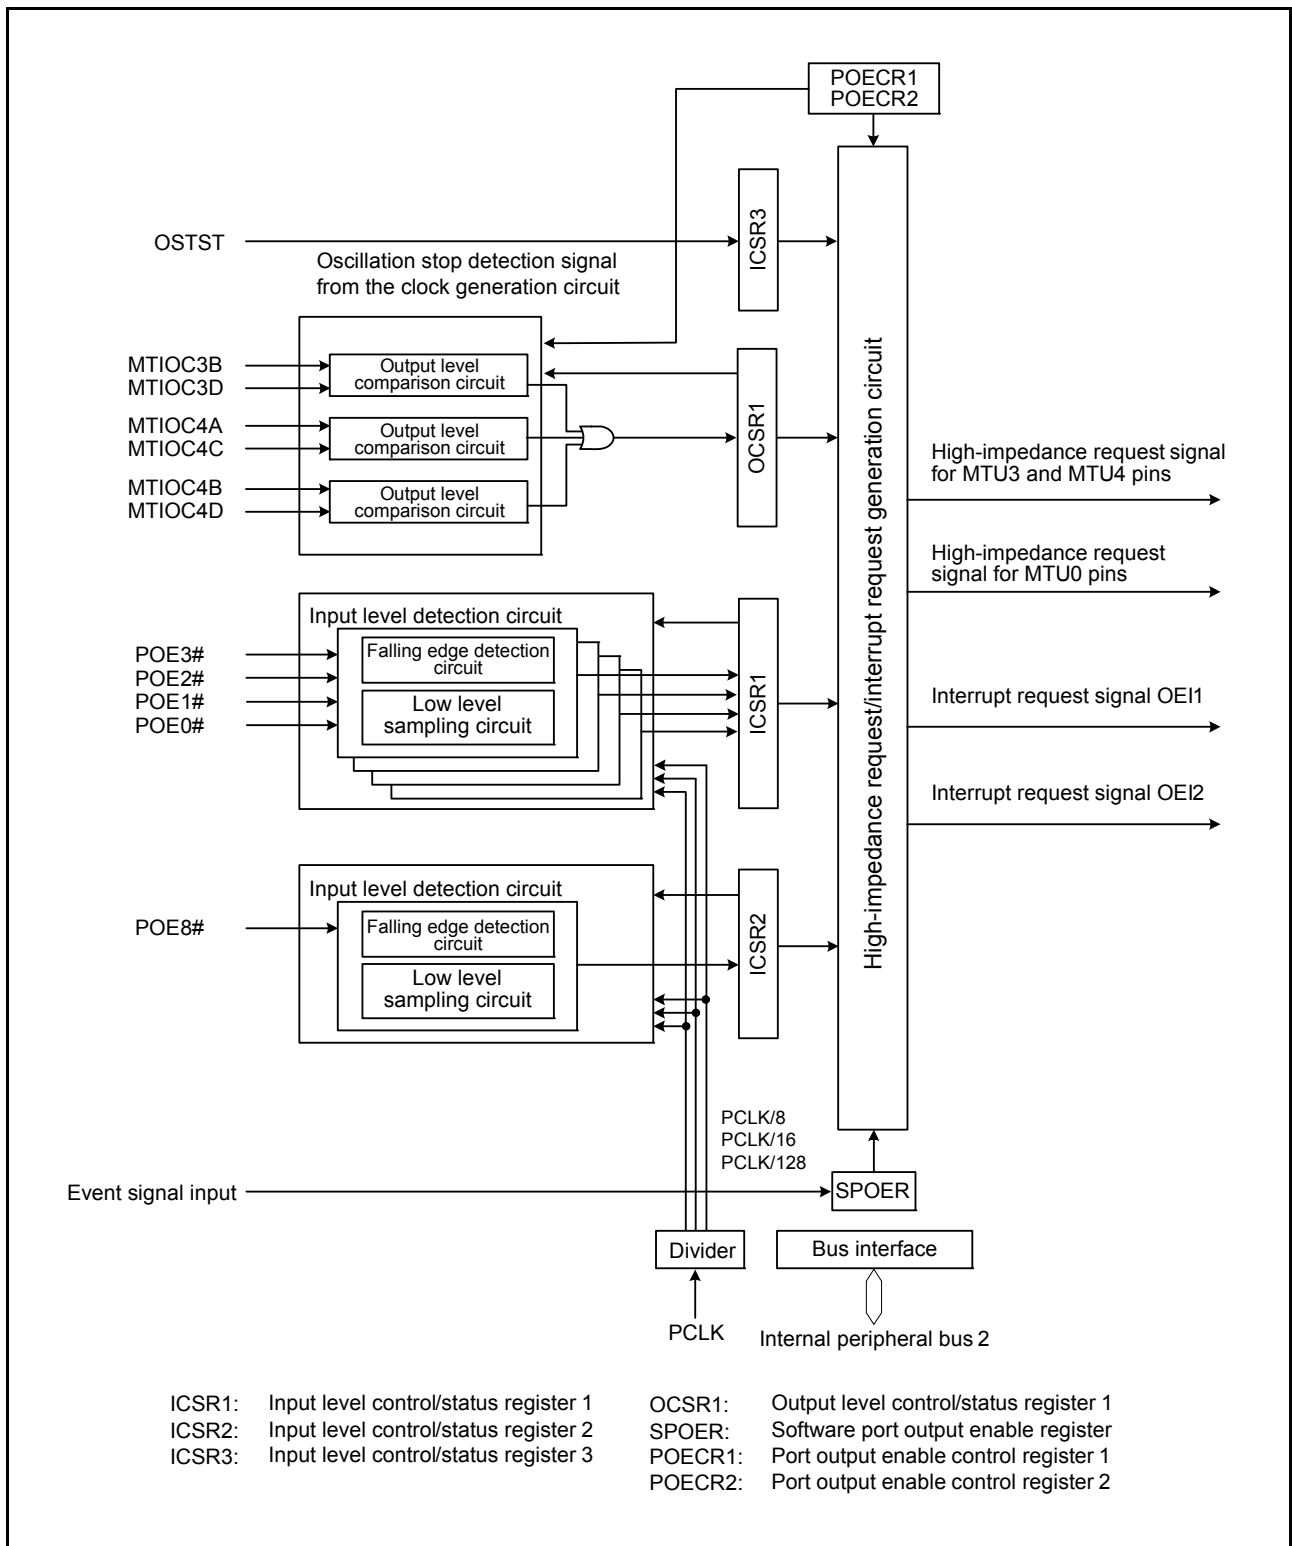 POECR1
POECR2
OSTST
ICSR3
Oscillation stop detection signal
from the clock generation circuit
MTIOC3B
MTIOC3D
Output level
comparison circuit
MTIOC4A
MTIOC4C
Output level
comparison circuit
MTIOC4B
MTIOC4D
Output level
comparison circuit
OCSR1
High-impedance request/interrupt request generation circuit
High-impedance request signal
for MTU3 and MTU4 pins
High-impedance request
signal for MTU0 pins
Input level detection circuit
POE3#
POE2#
POE1#
POE0#
Falling edge detection
circuit
Low level
sampling circuit
ICSR1
Interrupt request signal OEI1
Interrupt request signal OEI2
Input level detection circuit
POE8#
Falling edge detection
circuit
Low level
sampling circuit
ICSR2
PCLK/8
PCLK/16
PCLK/128
Event signal input
SPOER
Divider
Bus interface
PCLK
Internal peripheral bus 2
ICSR1: Input level control/status register 1
ICSR2: Input level control/status register 2
ICSR3: Input level control/status register 3
OCSR1: Output level control/status register 1
SPOER: Software port output enable register
POECR1: Port output enable control register 1
POECR2: Port output enable control register 2